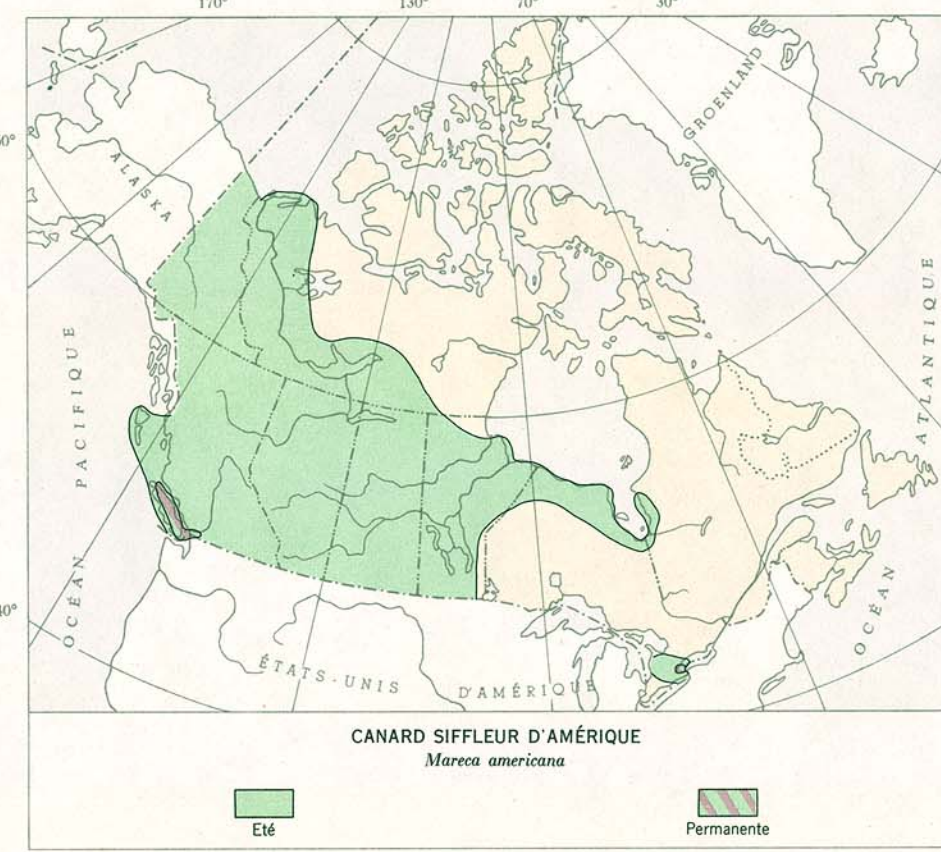 170° 130° 70° 30°
GROENLAND
ALASKA
OCÉAN PACIFIQUE
OCÉAN ATLANTIQUE
40°
ÉTATS-UNIS D'AMÉRIQUE
CANARD SIFFLEUR D'AMÉRIQUE
Mareca americana
Eté
Permanente